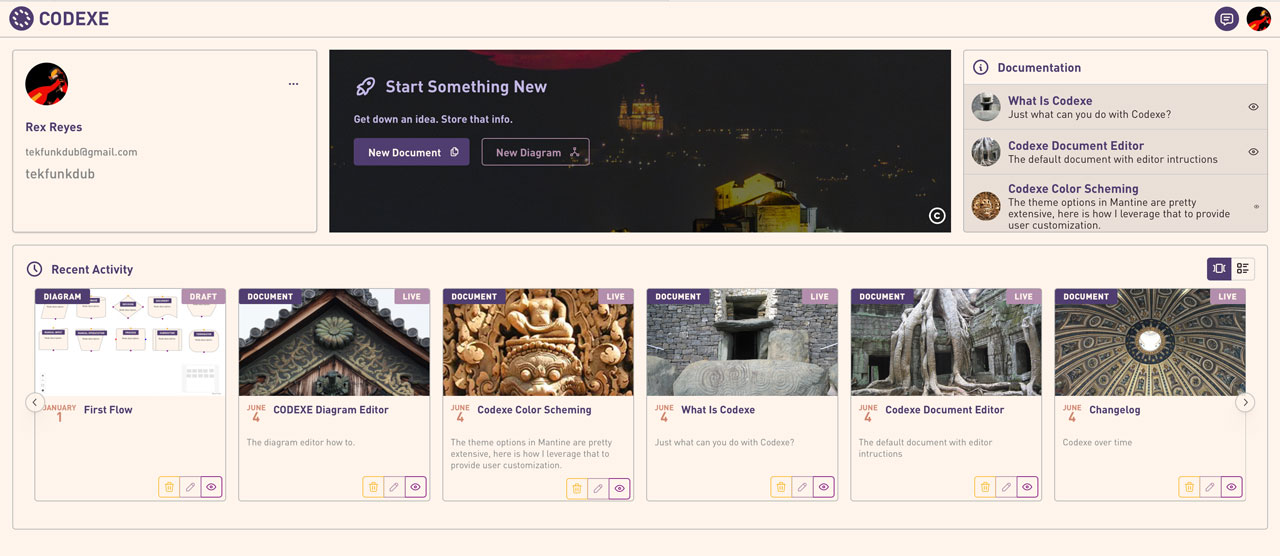 CODEXE
Rex Reyes
tekfunkdub@gmail.com
tekfunkdub
Start Something New
Get down an idea. Store that info.
New Document
New Diagram
Documentation
What Is Codexe
Just what can you do with Codexe?
Codexe Document Editor
The default document with editor intructions
Codexe Color Scheming
The theme options in Mantine are pretty
extensive, here is how I leverage that to provide
user customization.
Recent Activity
DIAGRAM
DRAFT
JANUARY
1
First Flow
DOCUMENT
LIVE
JUNE
4
CODEXE Diagram Editor
The diagram editor how to.
DOCUMENT
LIVE
JUNE
4
Codexe Color Scheming
The theme options in Mantine are pretty
extensive, here is how I leverage that to
provide user customization.
DOCUMENT
LIVE
JUNE
4
What Is Codexe
Just what can you do with Codexe?
DOCUMENT
LIVE
JUNE
4
Codexe Document Editor
The default document with editor
intructions
DOCUMENT
LIVE
JUNE
4
Changelog
Codexe over time